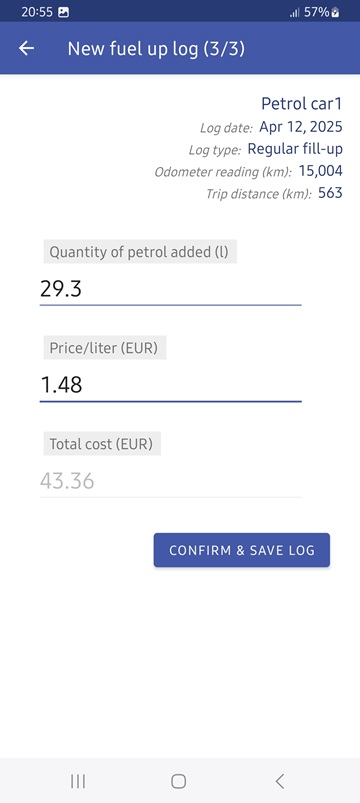 20:55 57%
New fuel up log (3/3)
Petrol car1
Log date: Apr 12, 2025
Log type: Regular fill-up
Odometer reading (km): 15,004
Trip distance (km): 563
Quantity of petrol added (l)
29.3
Price/liter (EUR)
1.48
Total cost (EUR)
43.36
CONFIRM & SAVE LOG